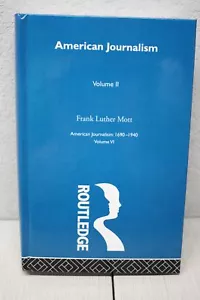 American Journalism
Volume II
Frank Luther Mott
American Journalism: 1690–1940
Volume VI
ROUTLEDGE